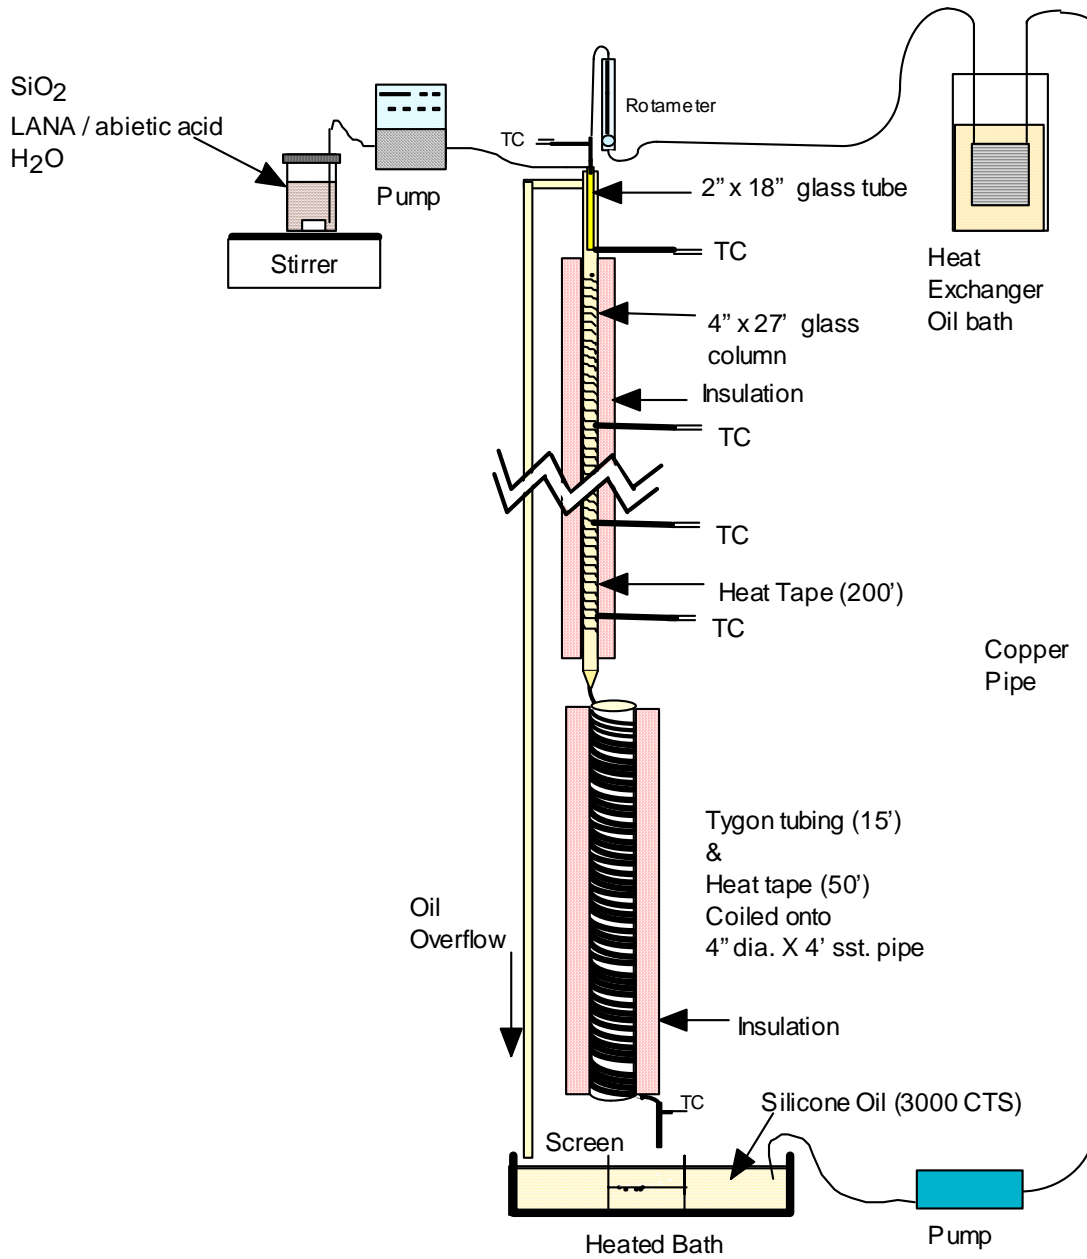 SiO2
LANA / abietic acid
H2O
Pump
Stirrer
TC
Rotameter
2” x 18” glass tube
TC
Heat
Exchanger
Oil bath
4” x 27’ glass
column
Insulation
TC
TC
Heat Tape (200’)
TC
Copper
Pipe
Tygon tubing (15’)
&
Heat tape (50’)
Coiled onto
4” dia. X 4’ sst. pipe
Oil
Overflow
Insulation
TC
Silicone Oil (3000 CTS)
Screen
Heated Bath
Pump